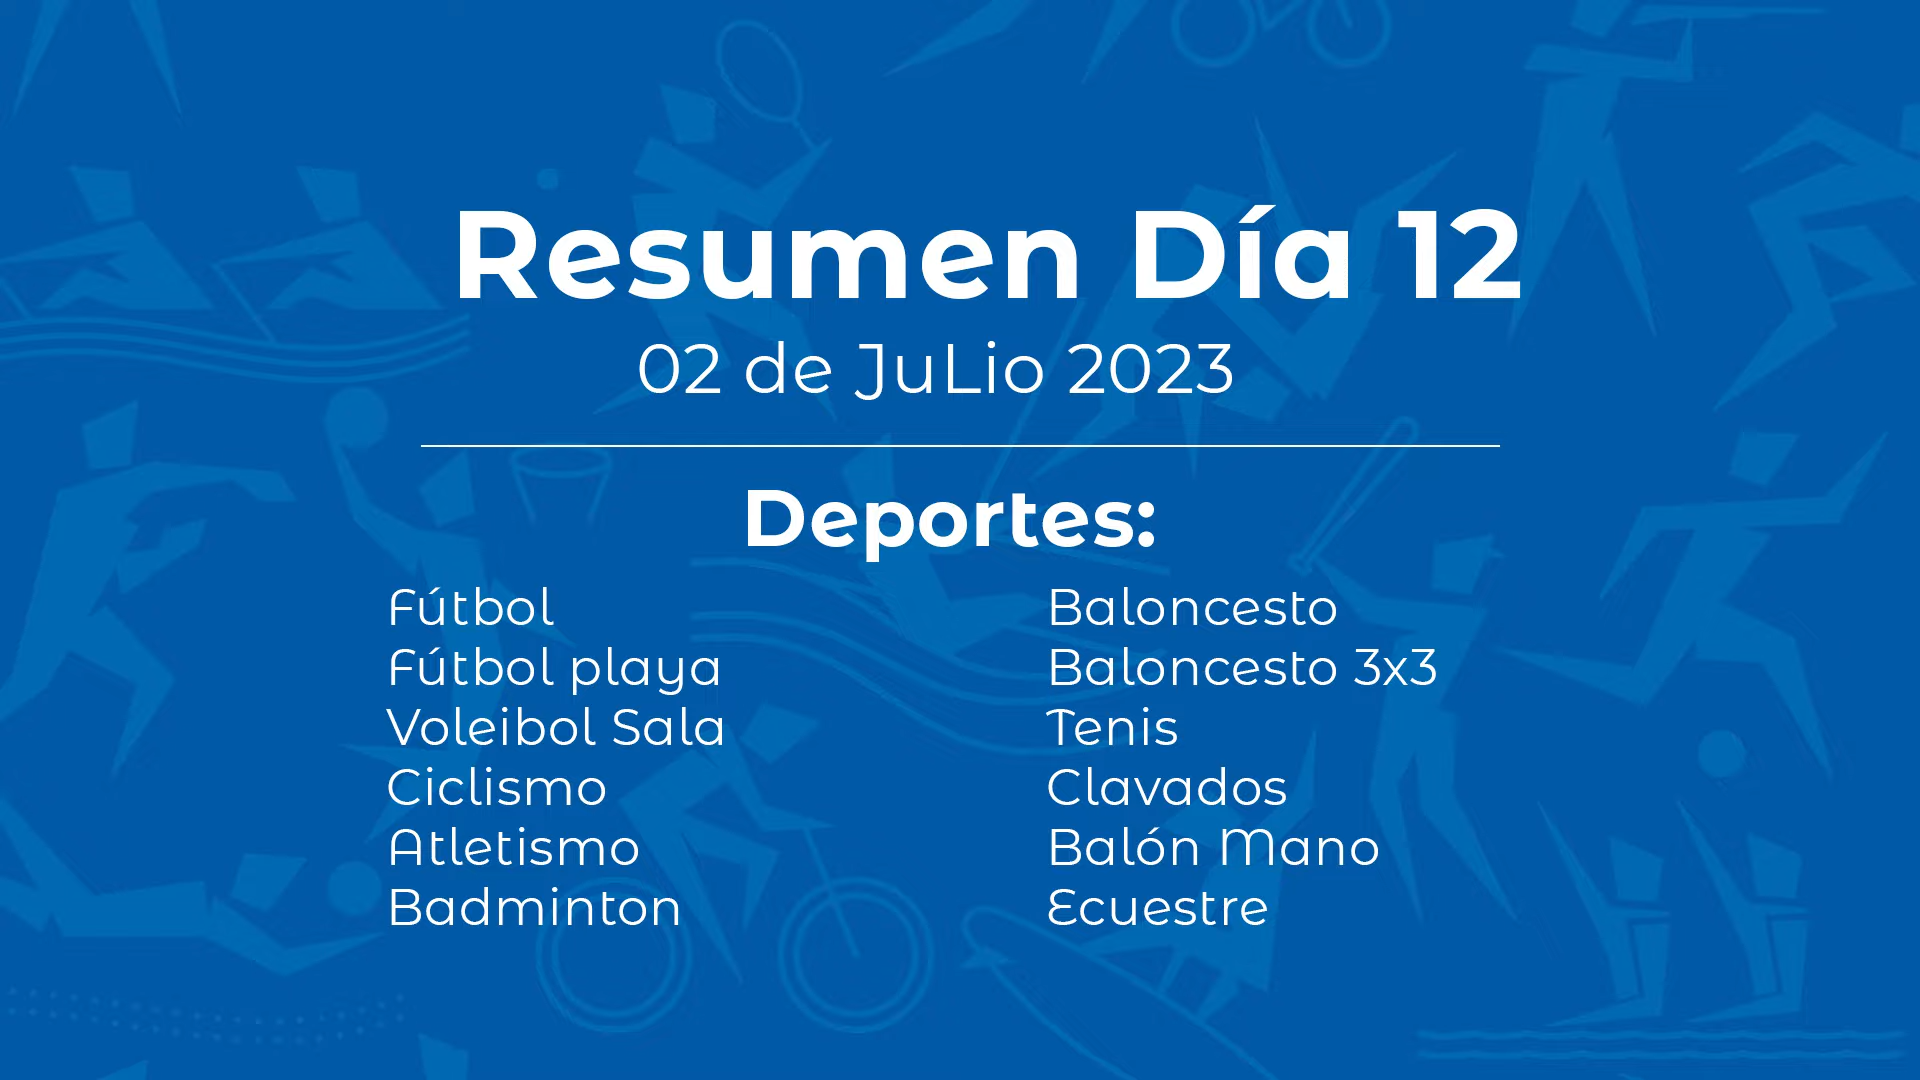 Resumen Día 12
02 de JuLio 2023
Deportes:
Fútbol
Fútbol playa
Voleibol Sala
Ciclismo
Atletismo
Badminton
Baloncesto
Baloncesto 3x3
Tenis
Clavados
Balón Mano
Ecuestre